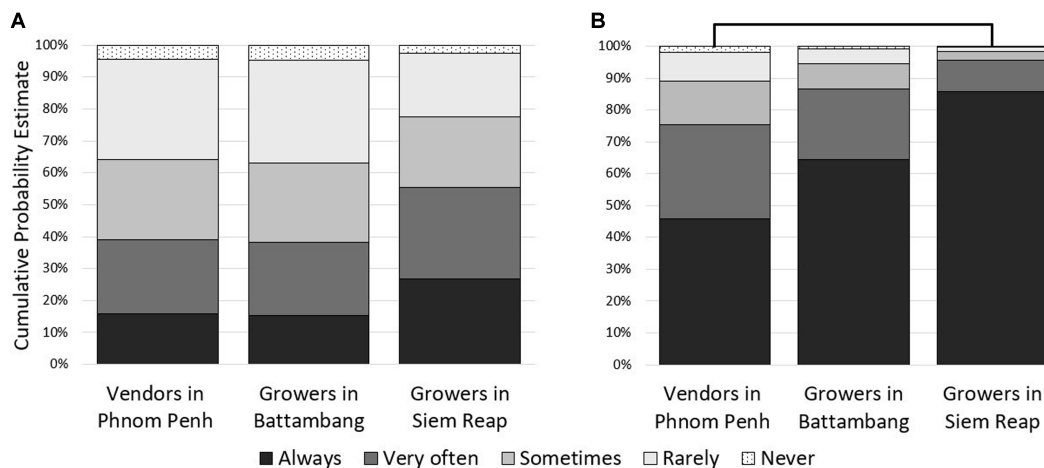 A
B
Cumulative Probability Estimate
100%
90%
80%
70%
60%
50%
40%
30%
20%
10%
0%
Vendors in
Phnom Penh
Growers in
Battambang
Growers in
Siem Reap
100%
90%
80%
70%
60%
50%
40%
30%
20%
10%
0%
Vendors in
Phnom Penh
Growers in
Battambang
Growers in
Siem Reap
Always Very often Sometimes Rarely Never